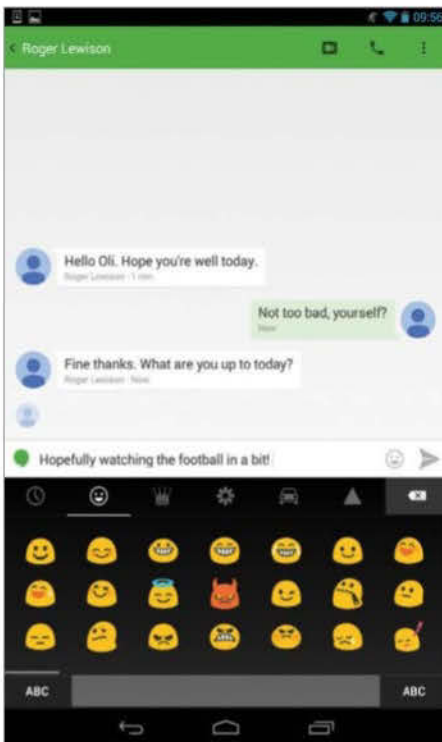 09:56
< Roger Lewison
Hello Oli. Hope you're well today.
Roger Lewison · 1 min
Not too bad, yourself?
Now
Fine thanks. What are you up to today?
Roger Lewison · Now
Hopefully watching the football in a bit!
ABC
ABC